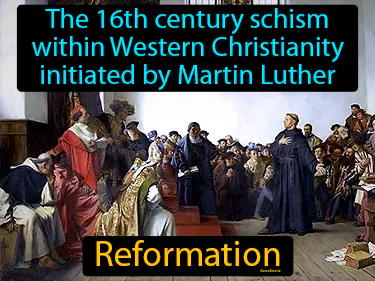 The 16th century schism
within Western Christianity
initiated by Martin Luther
Reformation